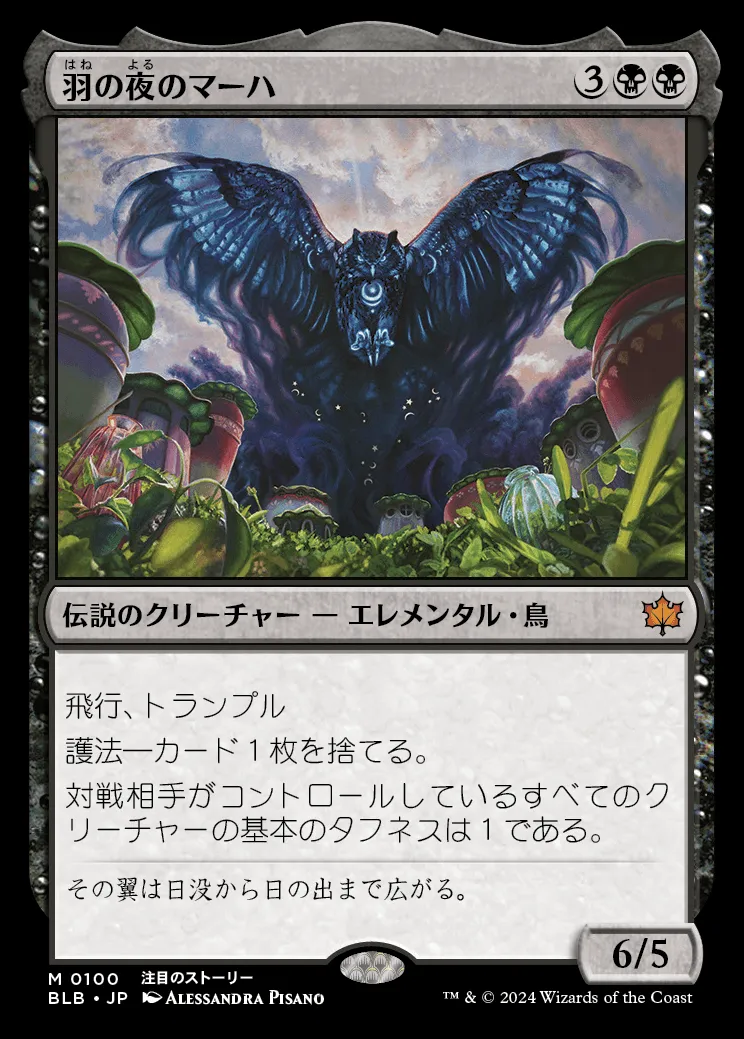 はね よる
羽の夜のマーハ 3
伝説のクリーチャー — エレメンタル・鳥
飛行、トランプル
護法—カード1枚を捨てる。
対戦相手がコントロールしているすべてのク
リーチャーの基本のタフネスは1である。
その翼は日没から日の出まで広がる。
6/5
M 0100 注目のストーリー
BLB • JP ALESSANDRA PISANO
™ & © 2024 Wizards of the Coast